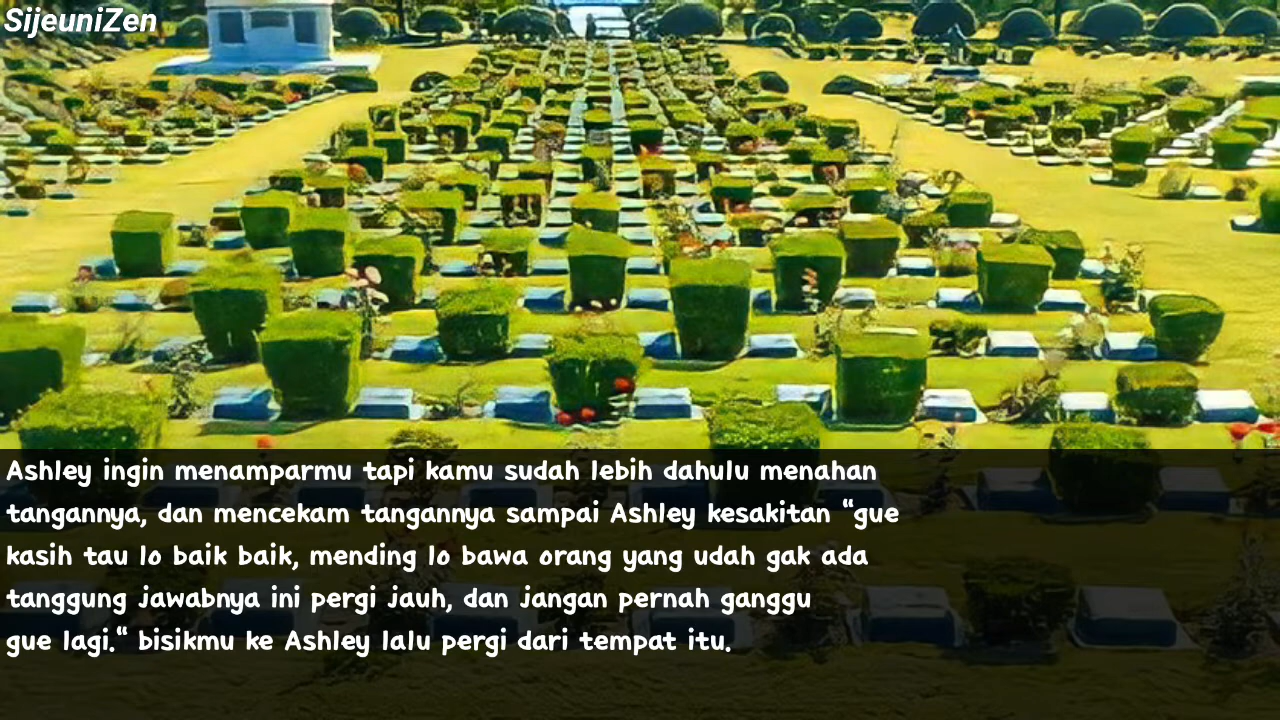 SijeuniZen
Ashley ingin menamparmu tapi kamu sudah lebih dahulu menahan
tangannya, dan mencekam tangannya sampai Ashley kesakitan “gue
kasih tau lo baik baik, mending lo bawa orang yang udah gak ada
tanggung jawabnya ini pergi jauh, dan jangan pernah ganggu
gue lagi.“ bisikmu ke Ashley lalu pergi dari tempat itu.